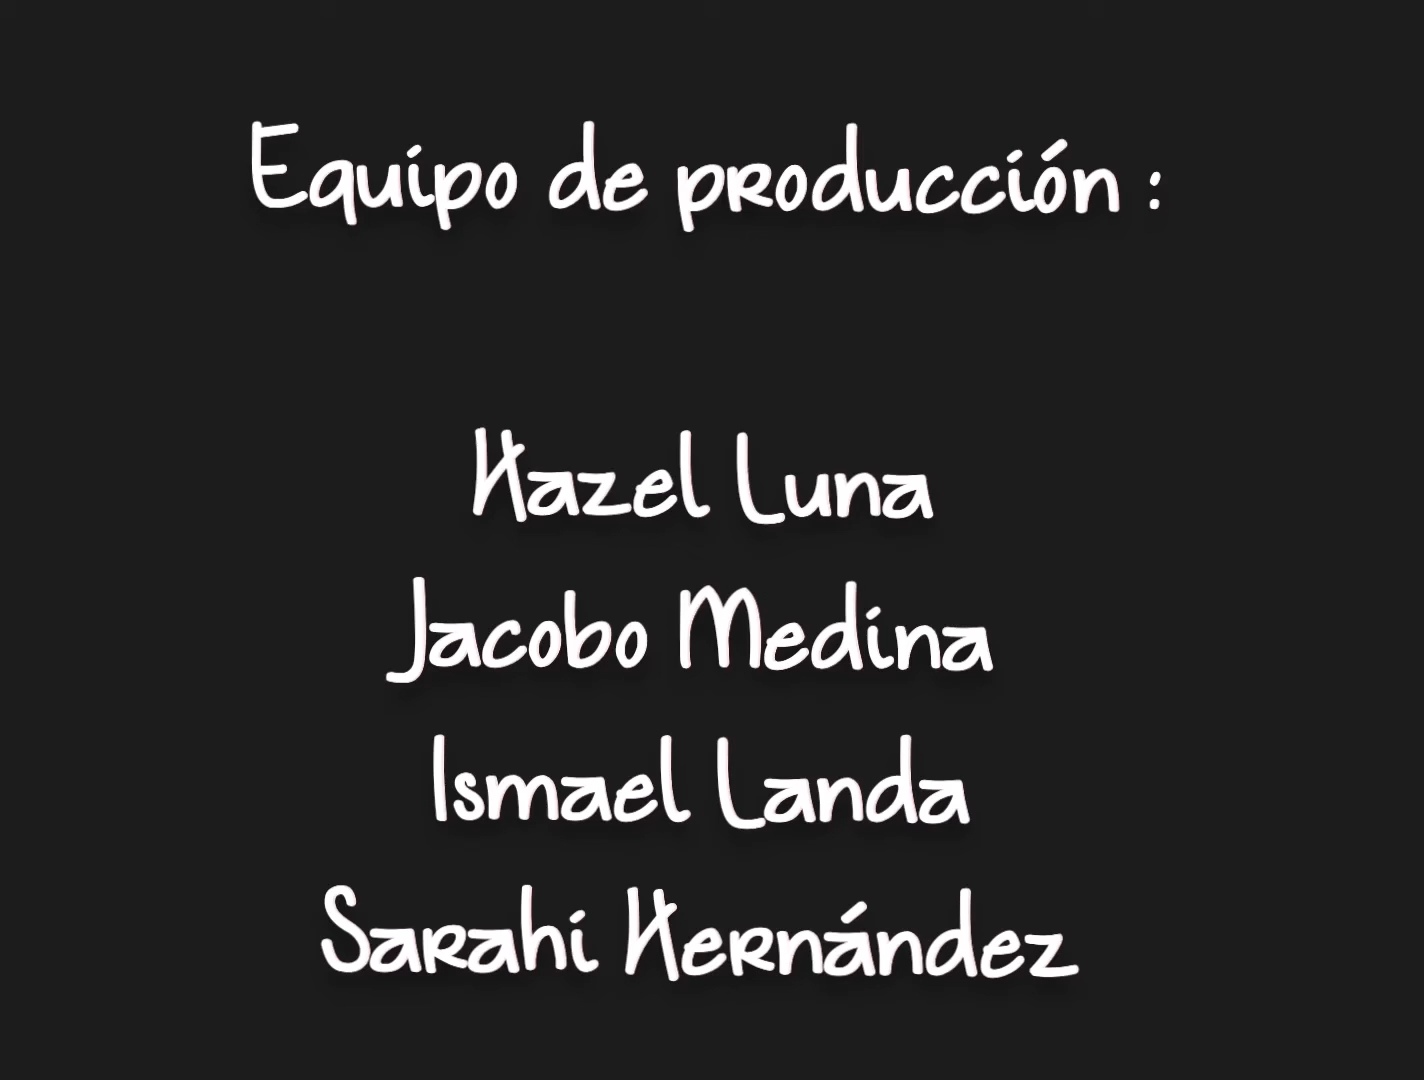 Equipo de producción :
Hazel Luna
Jacobo Medina
Ismael Landa
Sarahi Hernández